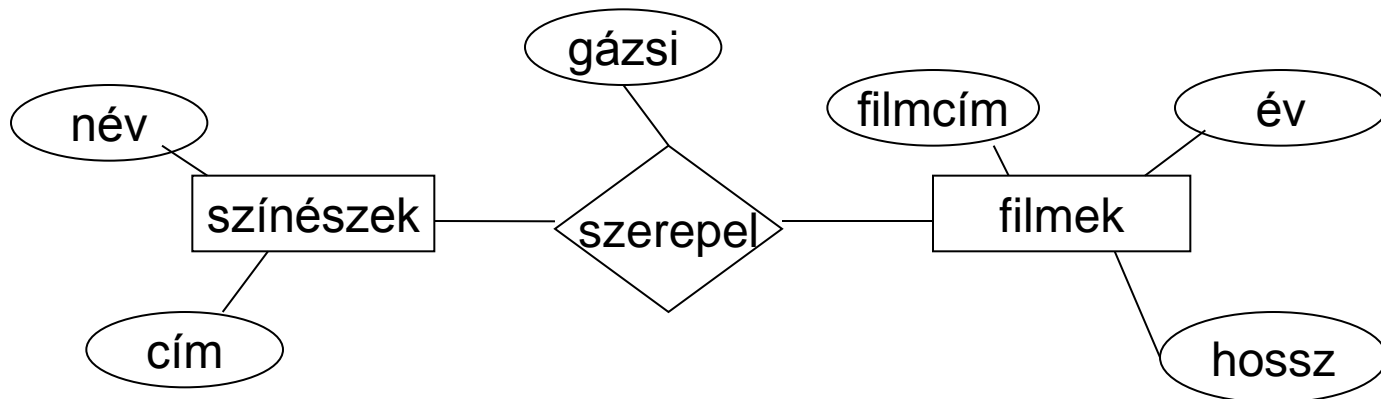 gázsi
név
filmcím
év
színészek
szerepel
filmek
cím
hossz